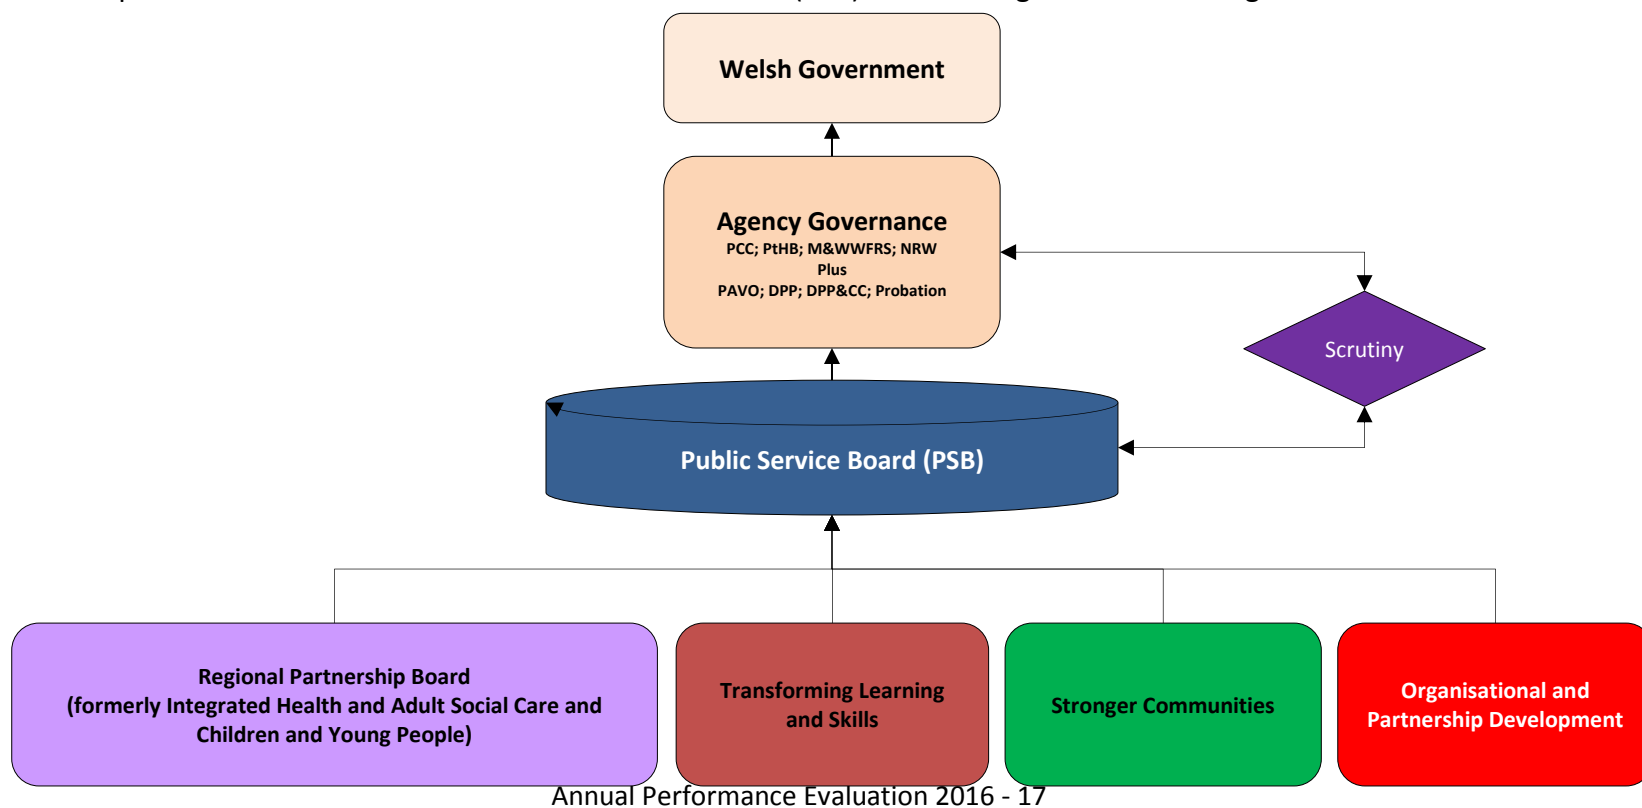 Welsh Government
Agency Governance
PCC; PtHB; M&WWFRS; NRW
Plus
PAVO; DPP; DPP&CC; Probation
Scrutiny
Public Service Board (PSB)
Regional Partnership Board
(formerly Integrated Health and Adult Social Care and
Children and Young People)
Transforming Learning
and Skills
Stronger Communities
Organisational and
Partnership Development
Annual Performance Evaluation 2016 - 17